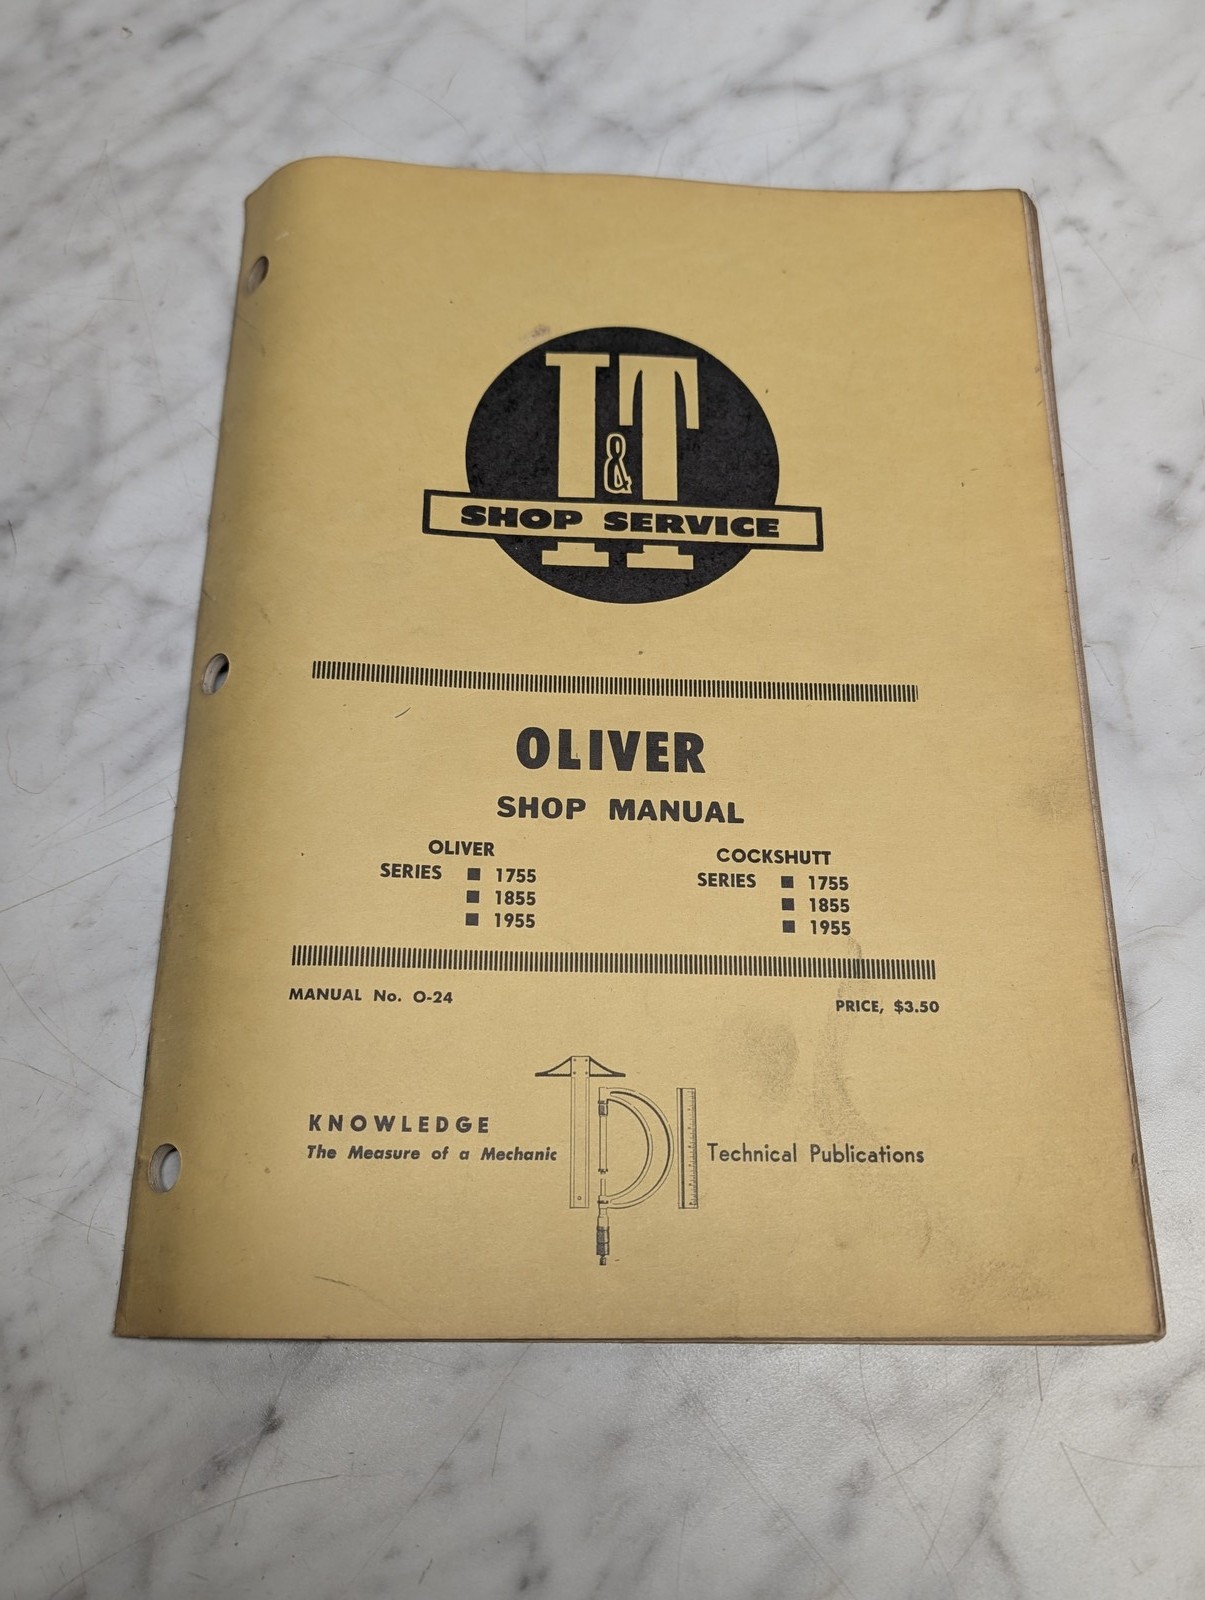 I&T
SHOP SERVICE
OLIVER
SHOP MANUAL
OLIVER
SERIES ■ 1755
■ 1855
■ 1955
COCKSHUTT
SERIES ■ 1755
■ 1855
■ 1955
MANUAL No. O-24
PRICE, $3.50
KNOWLEDGE
The Measure of a Mechanic
TPI
Technical Publications